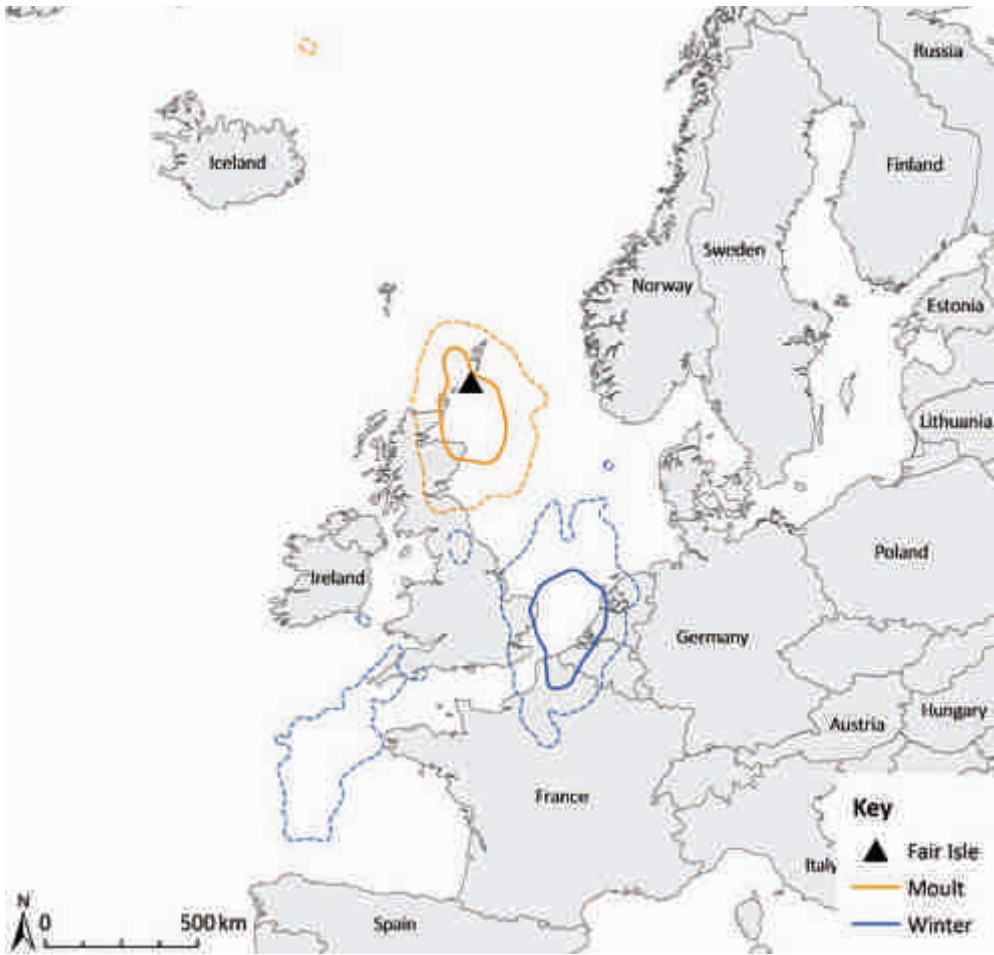 Russia
Iceland
Finland
Sweden
Norway
Estonia
Lithuania
Poland
Ireland
Germany
Hungary
Austria
France
Key
Fair Isle
Italy
Moult
N
0 500 km
Spain
Winter